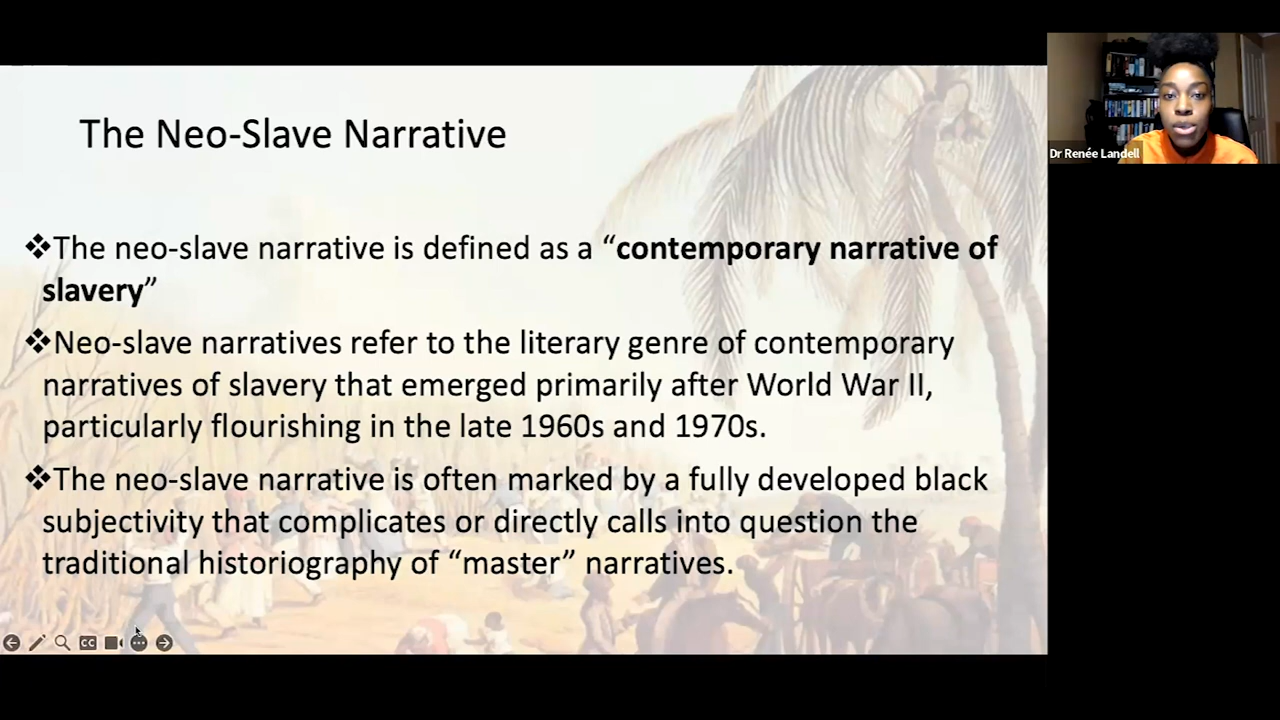 The Neo-Slave Narrative
Dr Renée Landell
❖The neo-slave narrative is defined as a “contemporary narrative of
slavery”
❖Neo-slave narratives refer to the literary genre of contemporary
narratives of slavery that emerged primarily after World War II,
particularly flourishing in the late 1960s and 1970s.
❖The neo-slave narrative is often marked by a fully developed black
subjectivity that complicates or directly calls into question the
traditional historiography of “master” narratives.
CC